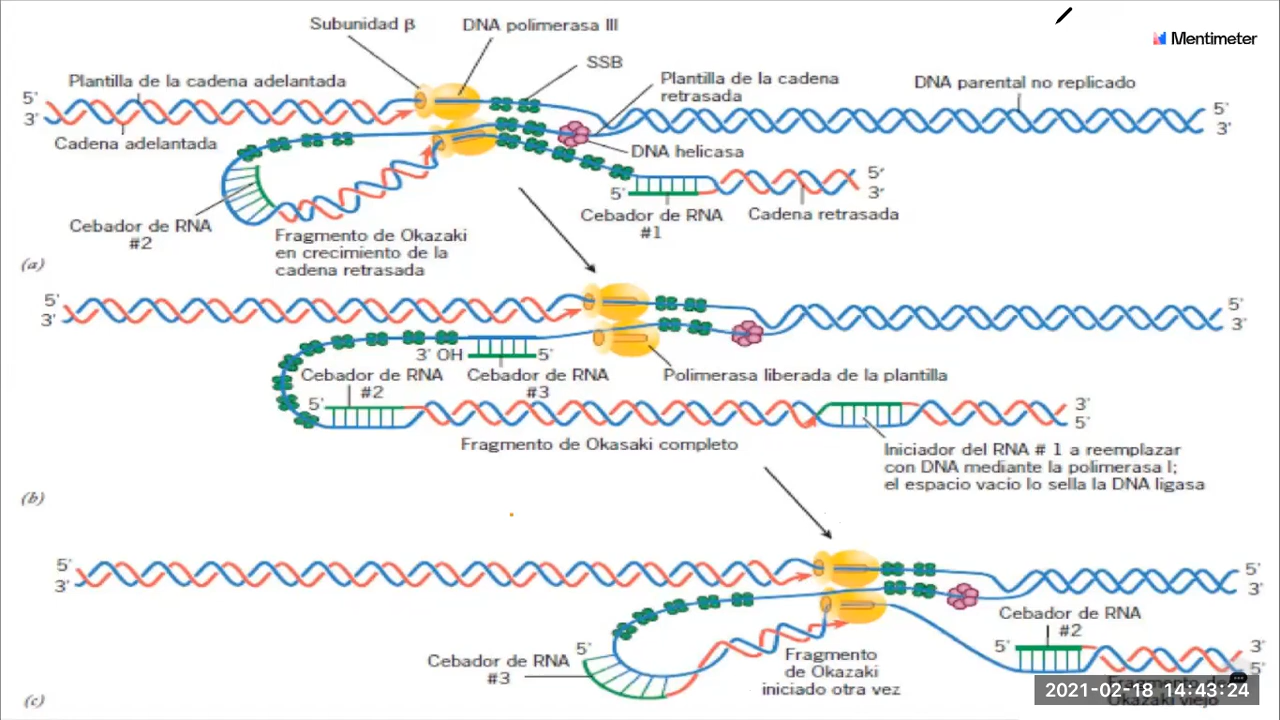 Subunidad β
DNA polimerasa III
Mentimeter
SSB
Plantilla de la cadena adelantada
Plantilla de la cadena
retrasada
DNA parental no replicado
5'
3'
5'
3'
Cadena adelantada
DNA helicasa
5'
3'
5'
Cebador de RNA
#1
Cadena retrasada
Cebador de RNA
#2
Fragmento de Okazaki
en crecimiento de la
cadena retrasada
(a)
5'
3'
5'
3'
3' OH
5'
Cebador de RNA
#2
Cebador de RNA
#3
Polimerasa liberada de la plantilla
5'
3'
5'
Fragmento de Okasaki completo
Iniciador del RNA # 1 a reemplazar
con DNA mediante la polimerasa I;
el espacio vacío lo sella la DNA ligasa
(b)
5'
3'
5'
3'
Cebador de RNA
#2
5'
3'
5'
Cebador de RNA
#3
5'
Fragmento
de Okazaki
iniciado otra vez
Fragmento de
Okazaki viejo
2021-02-18 14:43:24
(c)